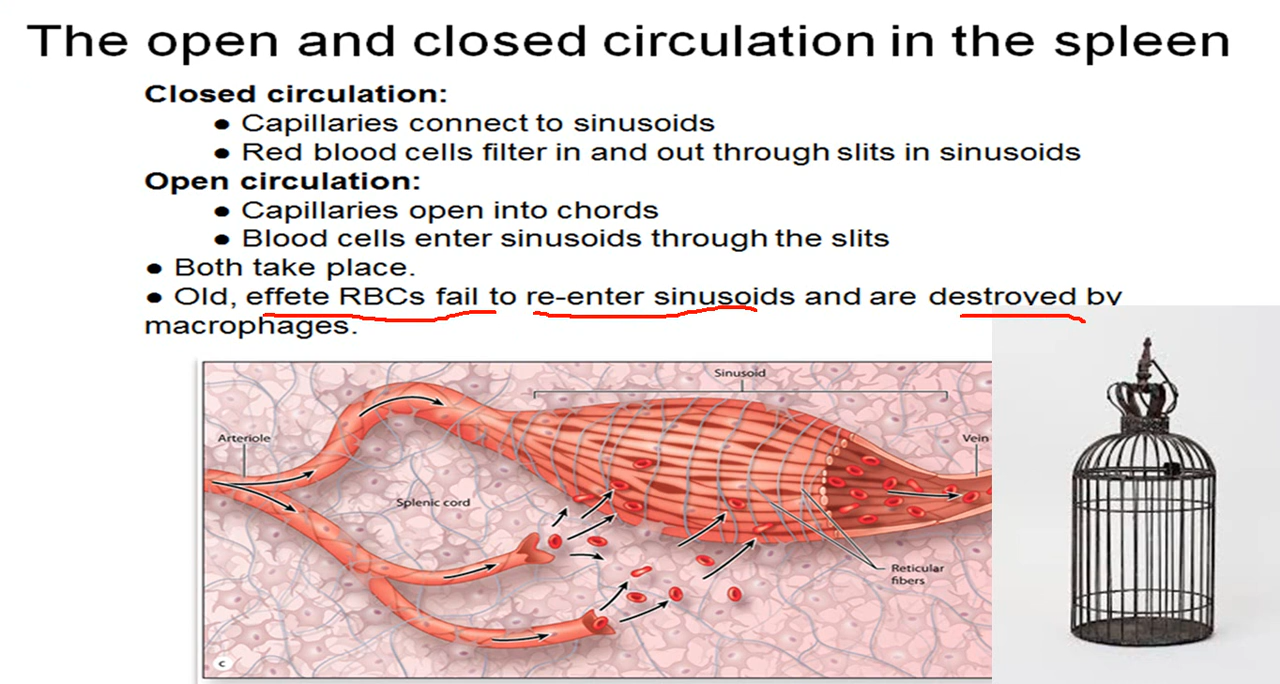 The open and closed circulation in the spleen
Closed circulation:
● Capillaries connect to sinusoids
● Red blood cells filter in and out through slits in sinusoids
Open circulation:
● Capillaries open into chords
● Blood cells enter sinusoids through the slits
● Both take place.
● Old, effete RBCs fail to re-enter sinusoids and are destroyed by
macrophages.
Sinusoid
Arteriole
Vein
Splenic cord
Reticular
fibers
c